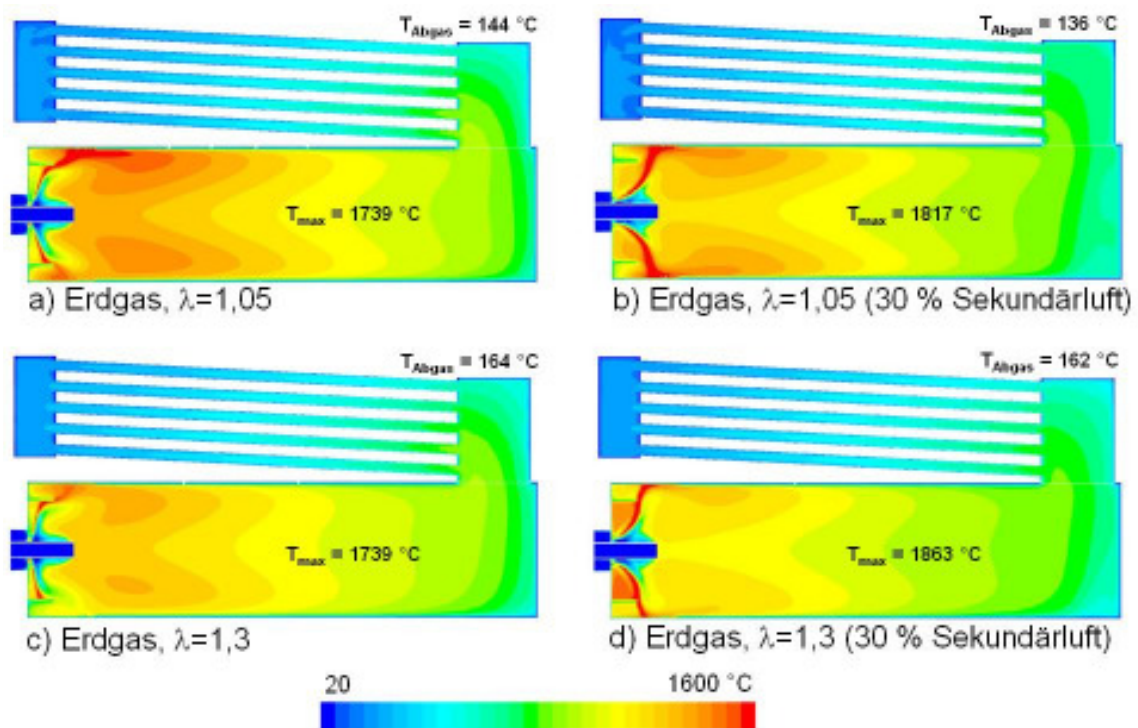 T_Abgas = 144 °C
T_max = 1739 °C
a) Erdgas, λ=1,05
T_Abgas = 136 °C
T_max = 1817 °C
b) Erdgas, λ=1,05 (30 % Sekundärluft)
T_Abgas = 164 °C
T_max = 1739 °C
c) Erdgas, λ=1,3
T_Abgas = 162 °C
T_max = 1863 °C
d) Erdgas, λ=1,3 (30 % Sekundärluft)
20 1600 °C